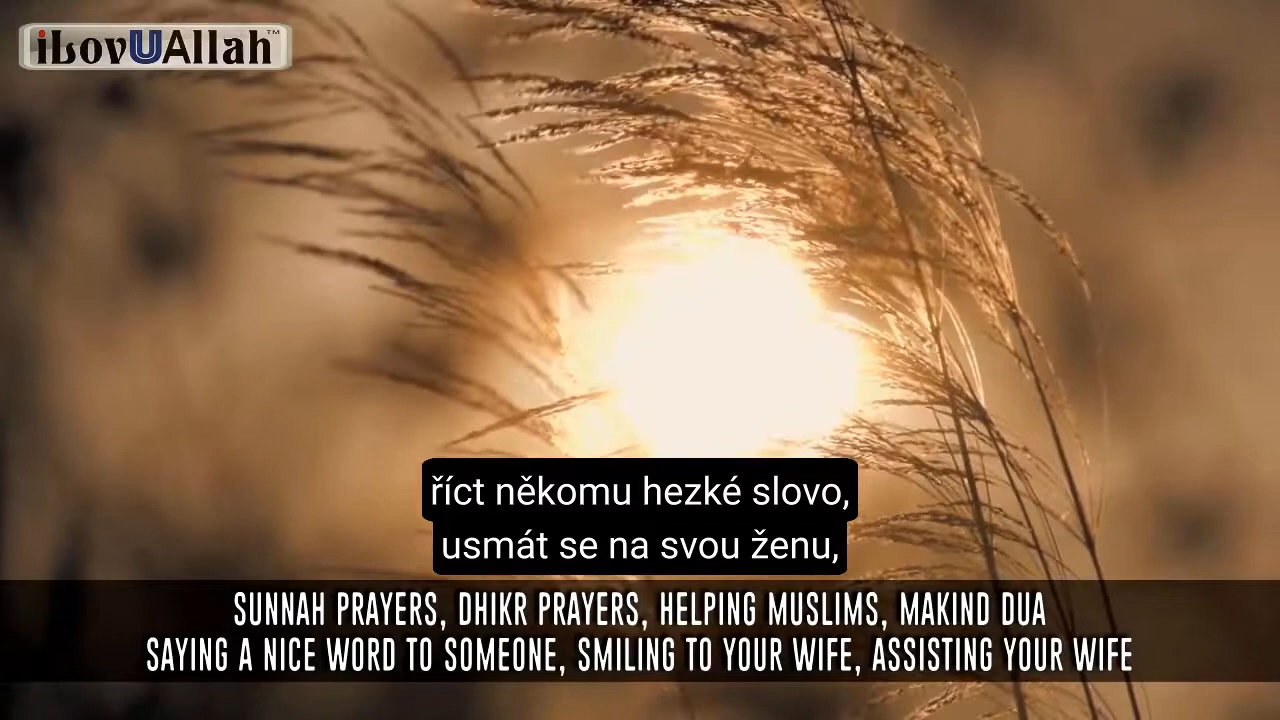 iLovUAllah™
říct někomu hezké slovo,
usmát se na svou ženu,
SUNNAH PRAYERS, DHIKR PRAYERS, HELPING MUSLIMS, MAKIND DUA
SAYING A NICE WORD TO SOMEONE, SMILING TO YOUR WIFE, ASSISTING YOUR WIFE